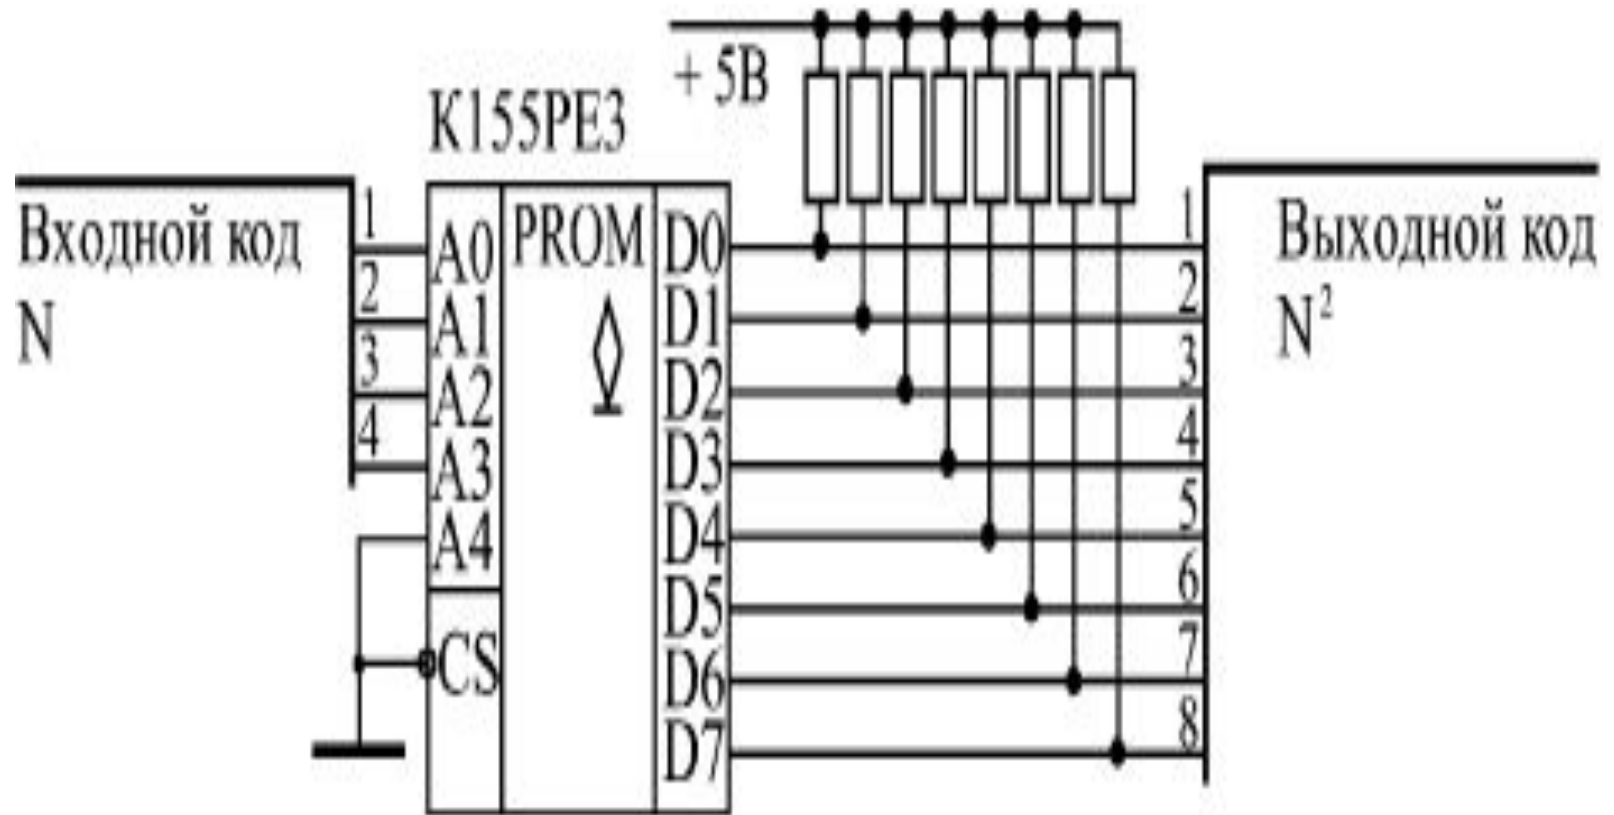 + 5В
К155РЕ3
Входной код
N
1
2
3
4
A0
A1
A2
A3
A4
CS
PROM
D0
D1
D2
D3
D4
D5
D6
D7
1
2
3
4
5
6
7
8
Выходной код
N²